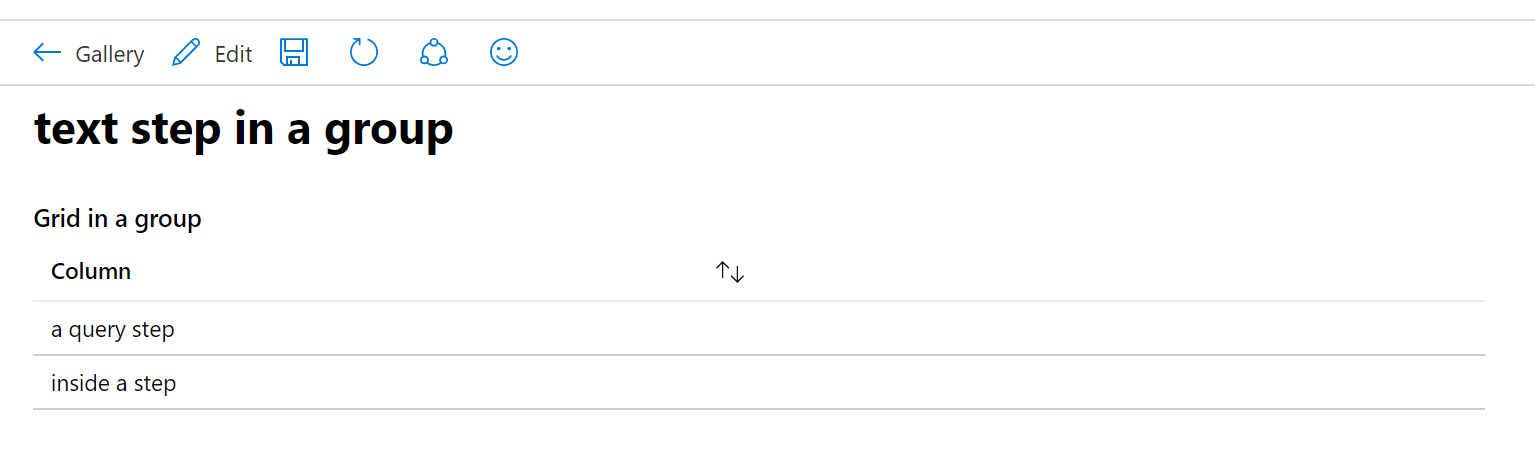 Gallery Edit
text step in a group
Grid in a group
Column
a query step
inside a step